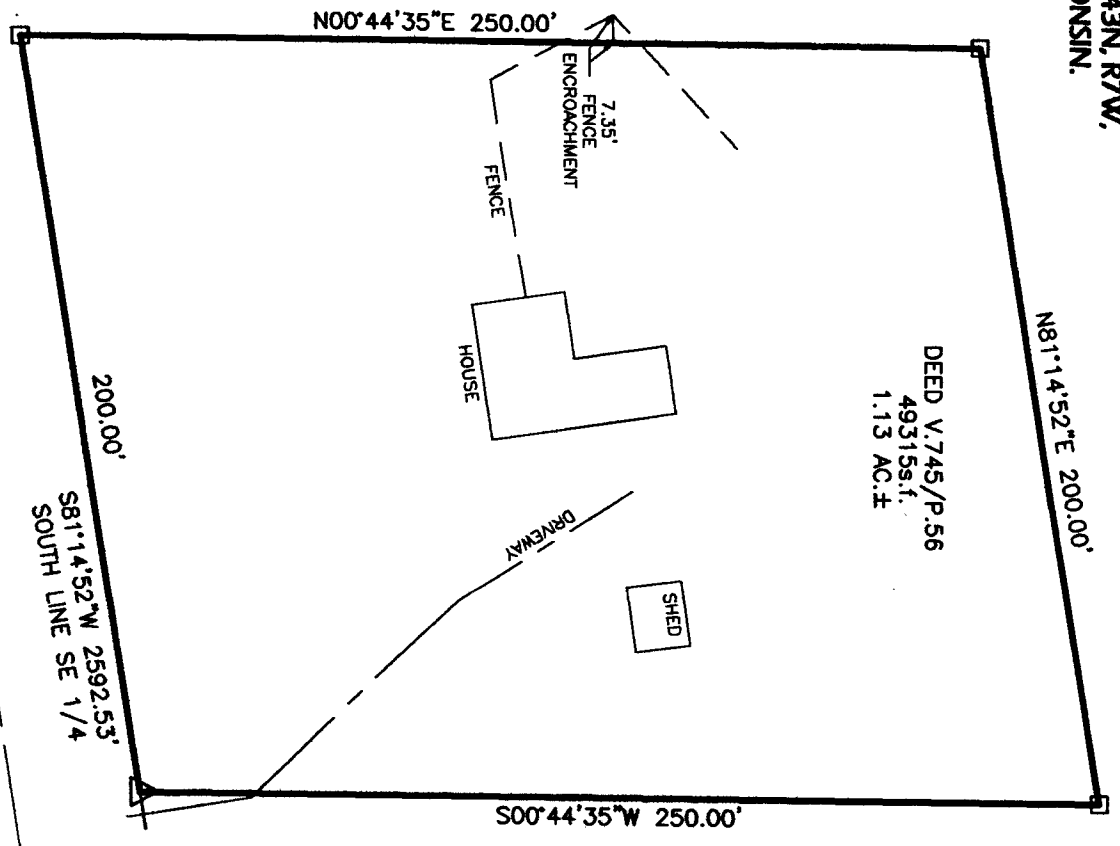 43N, R7W,
ONSIN.
N00°44'35"E 250.00'
7.35'
FENCE
ENCROACHMENT
FENCE
N81°14'52"E 200.00'
DEED V.745/P.56
49315s.f.
1.13 AC.±
HOUSE
DRIVEWAY
SHED
200.00'
S81°14'52"W 2592.53'
SOUTH LINE SE 1/4
S00°44'35"W 250.00'